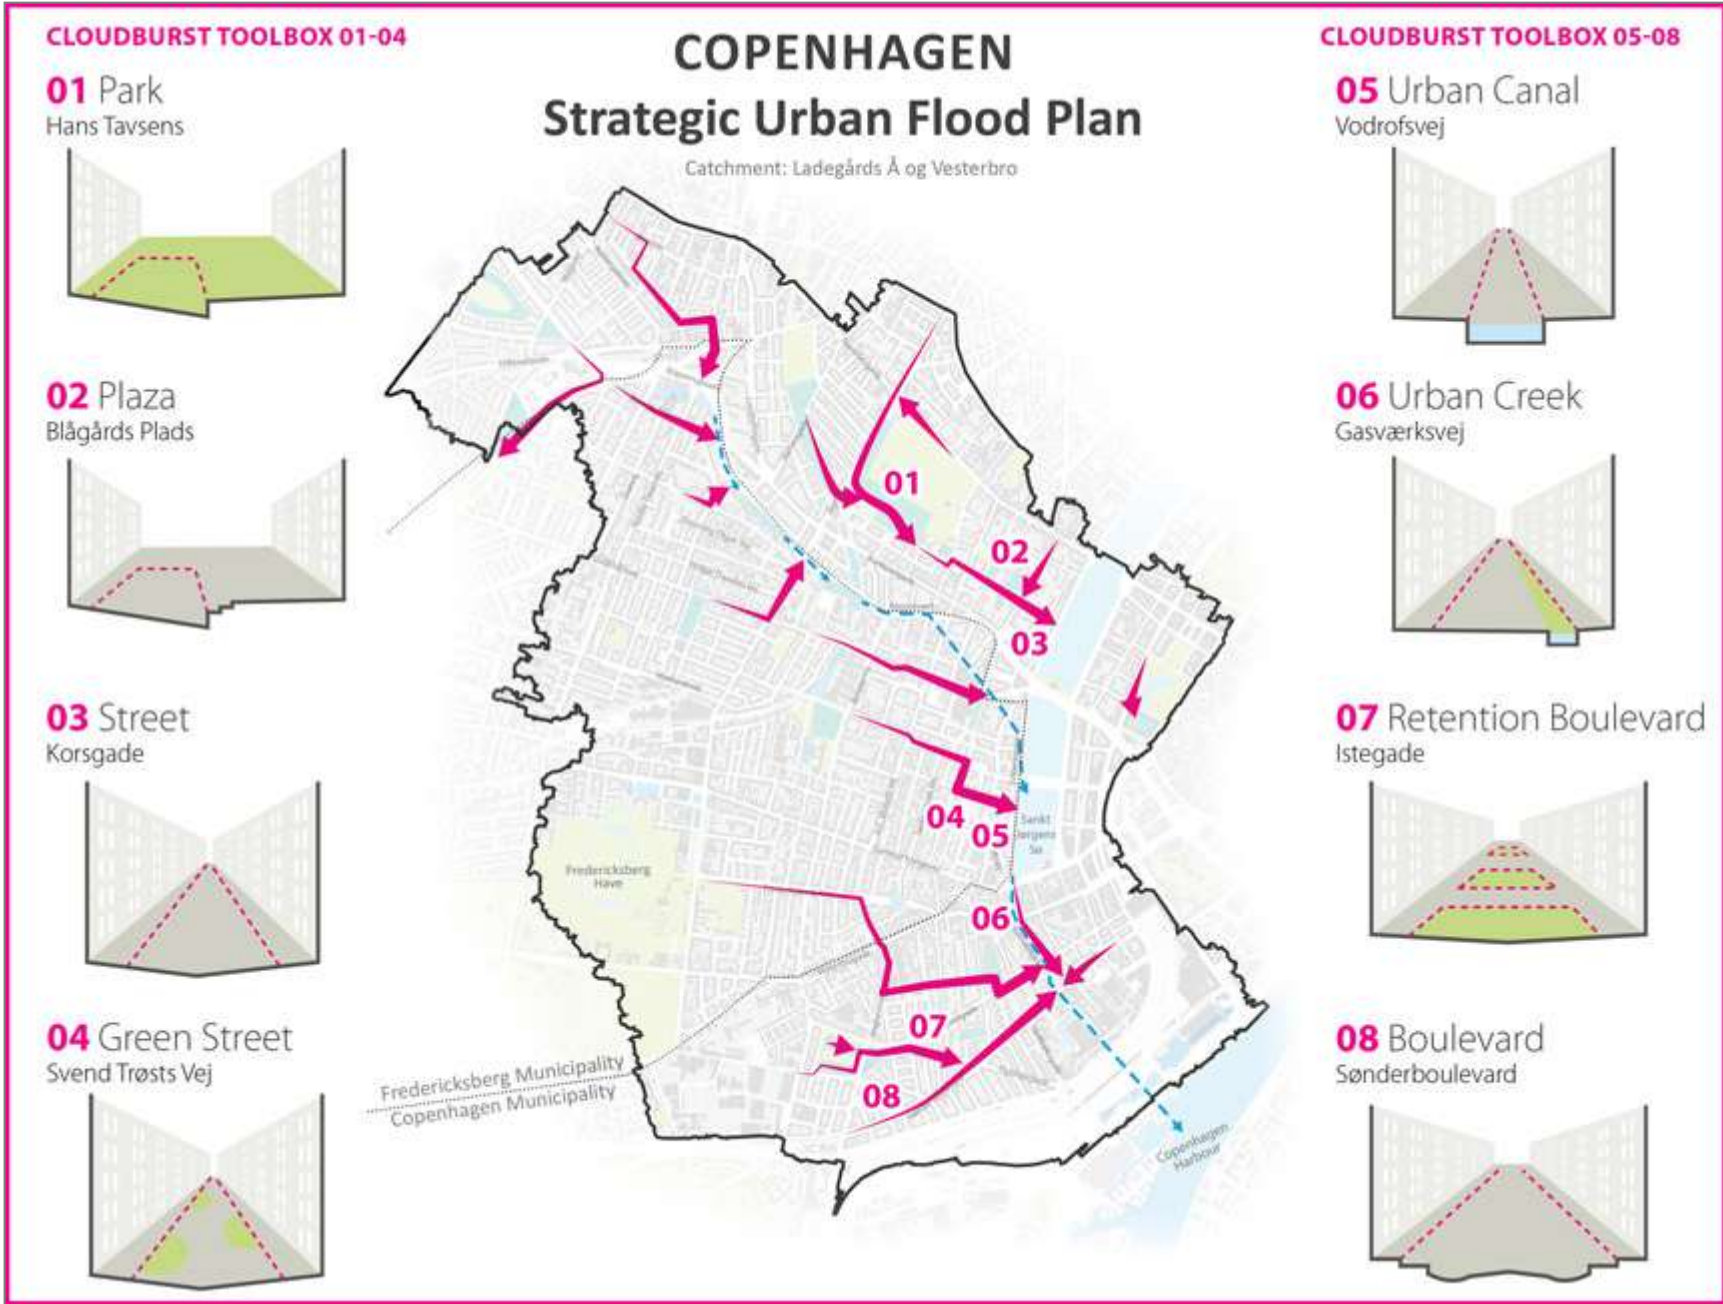 CLOUDBURST TOOLBOX 01-04
01 Park
Hans Tavsens
02 Plaza
Blågårds Plads
03 Street
Korsgade
04 Green Street
Svend Trøsts Vej
COPENHAGEN
Strategic Urban Flood Plan
Catchment: Ladegårds Å og Vesterbro
01
02
03
04
05
Sankt
Jørgens
Sø
Fredericksberg
Have
06
07
08
Fredericksberg Municipality
Copenhagen Municipality
Copenhagen
Harbour
CLOUDBURST TOOLBOX 05-08
05 Urban Canal
Vodrofsvej
06 Urban Creek
Gasværksvej
07 Retention Boulevard
Istegade
08 Boulevard
Sønderboulevard